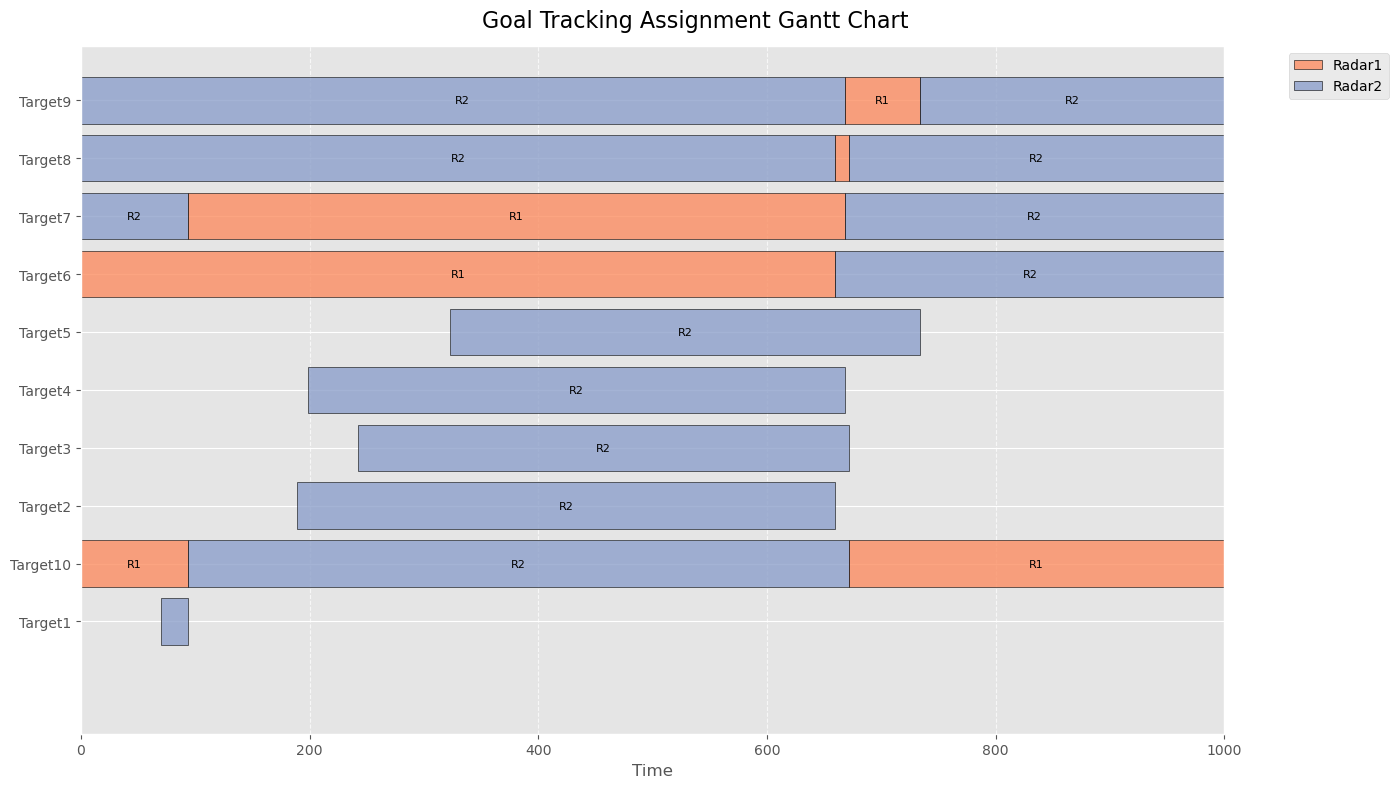 Goal Tracking Assignment Gantt Chart
Radar1
Radar2
Target9 R2 R1 R2
Target8 R2 R2
Target7 R2 R1 R2
Target6 R1 R2
Target5 R2
Target4 R2
Target3 R2
Target2 R2
Target10 R1 R2 R1
Target1
0 200 400 600 800 1000
Time